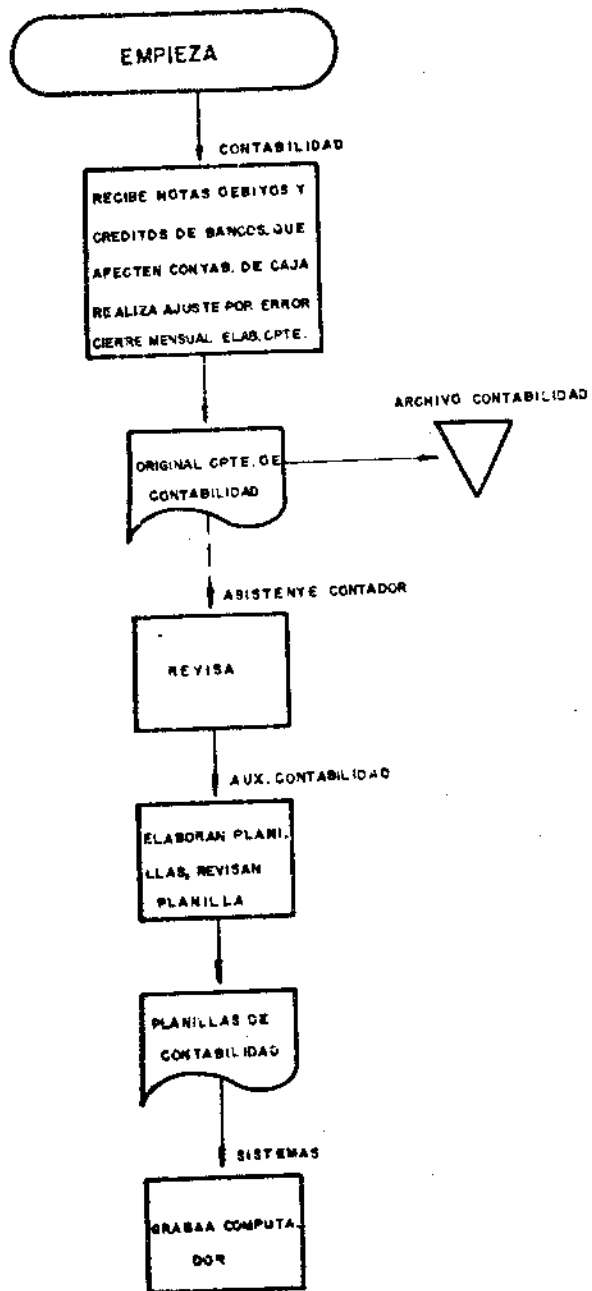 EMPIEZA
CONTABILIDAD
RECIBE NOTAS DEBITOS Y
CREDITOS DE BANCOS, QUE
AFECTEN CONTAB. DE CAJA
REALIZA AJUSTE POR ERROR
CIERRE MENSUAL ELAB. CPTE.
ARCHIVO CONTABILIDAD
ORIGINAL CPTE. DE
CONTABILIDAD
ASISTENTE CONTADOR
REVISA
AUX. CONTABILIDAD
ELABORAN PLANI.
LLAS, REVISAN
PLANILLA
PLANILLAS DE
CONTABILIDAD
SISTEMAS
GRABAA COMPUTA.
DOR